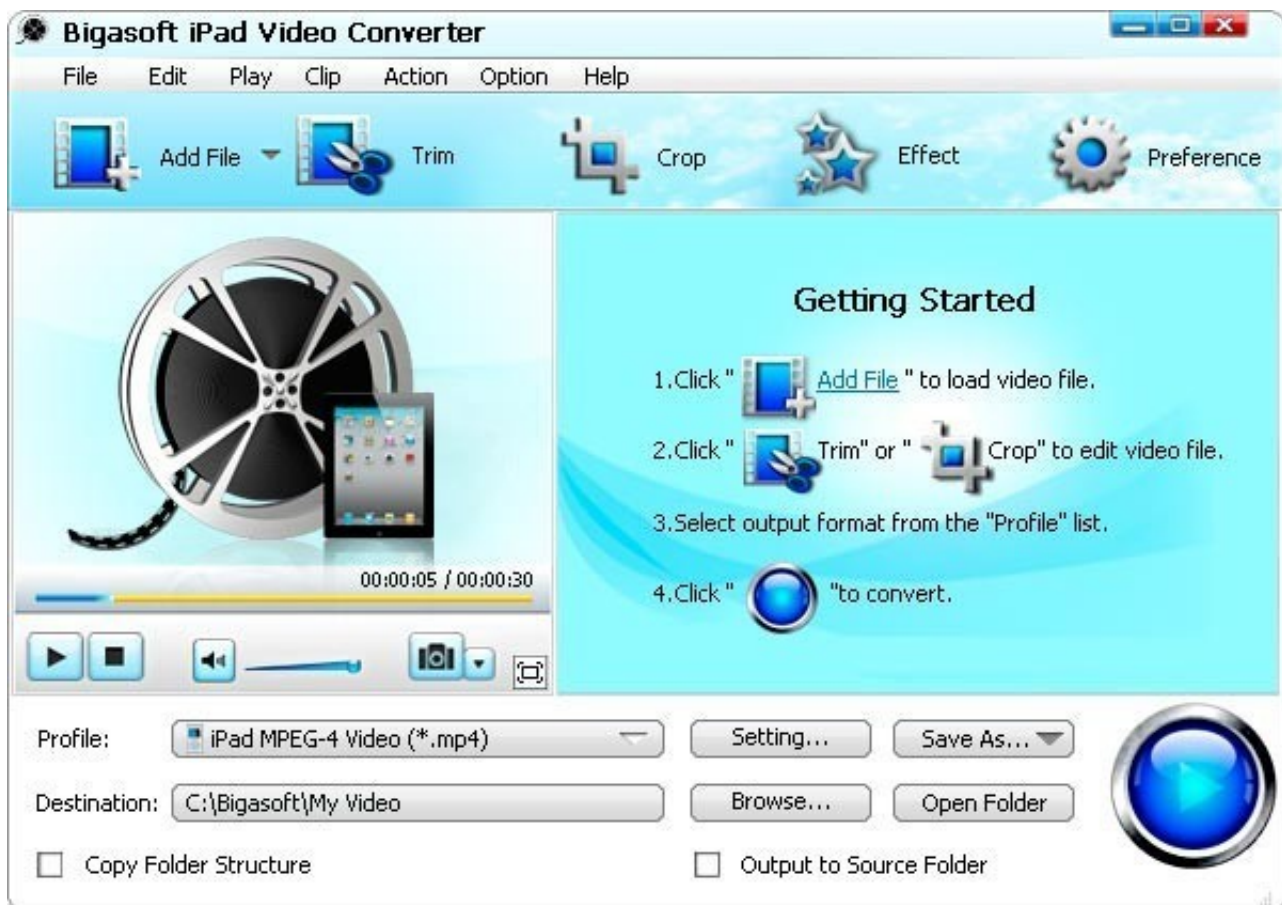 Bigasoft iPad Video Converter
File Edit Play Clip Action Option Help
Add File Trim Crop Effect Preference
Getting Started
1.Click " Add File " to load video file.
2.Click " Trim" or " Crop" to edit video file.
3.Select output format from the "Profile" list.
4.Click " "to convert.
00:00:05 / 00:00:30
Profile: iPad MPEG-4 Video (*.mp4) Setting... Save As...
Destination: C:\Bigasoft\My Video Browse... Open Folder
Copy Folder Structure Output to Source Folder